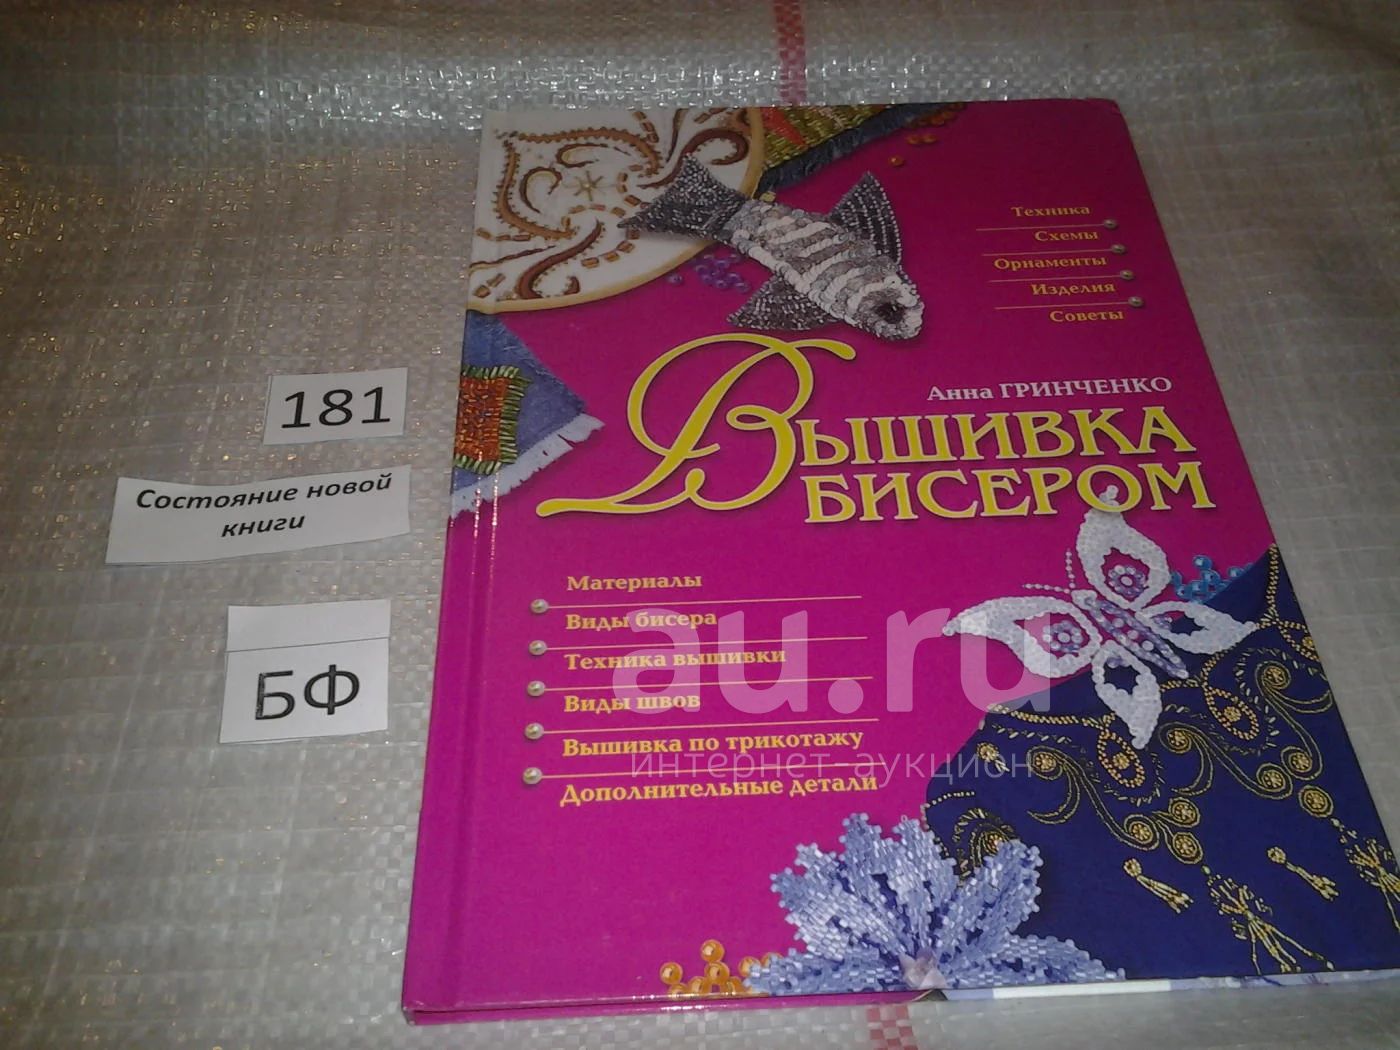 Техника
Схемы
Орнаменты
Изделия
Советы
Анна ГРИНЧЕНКО
ВЫШИВКА
БИСЕРОМ
181
Состояние новой
книги
БФ
Материалы
Виды бисера
Техника вышивки
Виды швов
Вышивка по трикотажу
Дополнительные детали
au.ru
интернет-аукцион